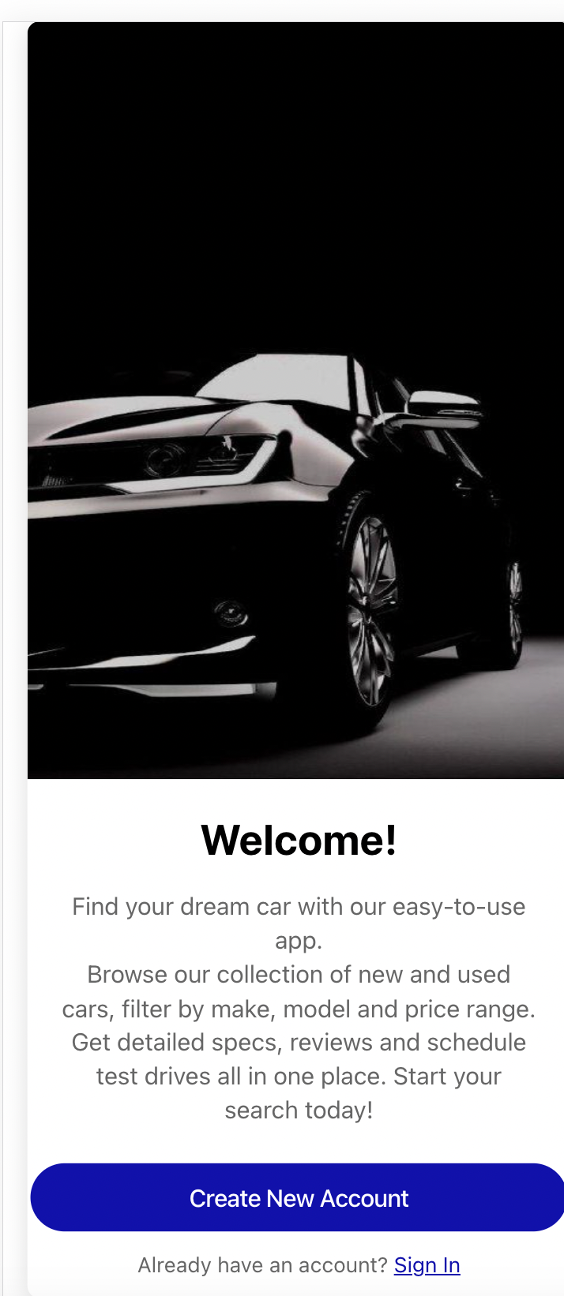 Welcome!
Find your dream car with our easy-to-use
app.
Browse our collection of new and used
cars, filter by make, model and price range.
Get detailed specs, reviews and schedule
test drives all in one place. Start your
search today!
Create New Account
Already have an account? Sign In